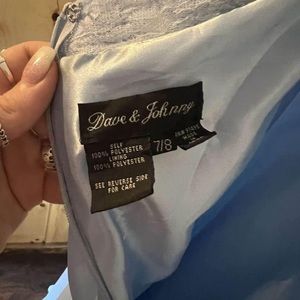 Dave & Johnny
7/8
SELF
100% POLYESTER
LINING
100% POLYESTER
SEE REVERSE SIDE
FOR CARE